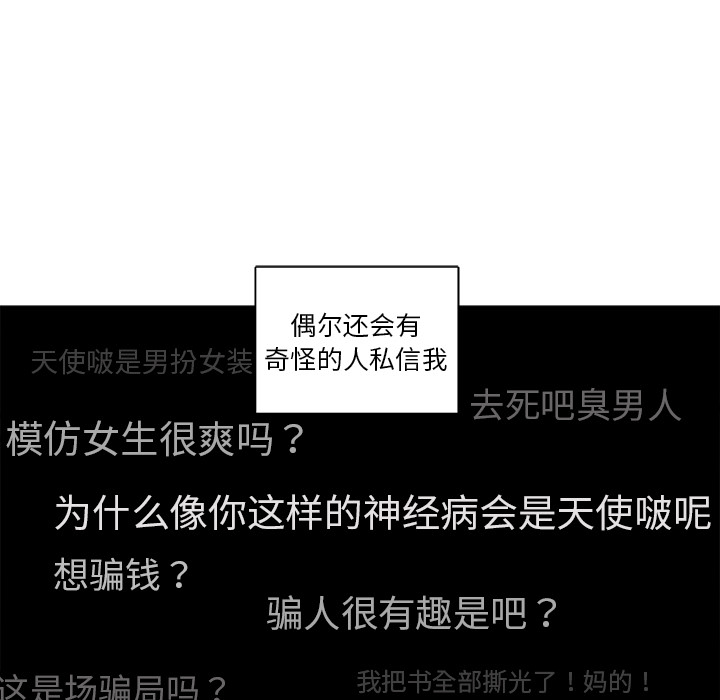 偶尔还会有
奇怪的人私信我
天使啵是男扮女装
去死吧臭男人
模仿女生很爽吗？
为什么像你这样的神经病会是天使啵呢
想骗钱？
骗人很有趣是吧？
这是场骗局吗？
我把书全部撕光了！妈的！